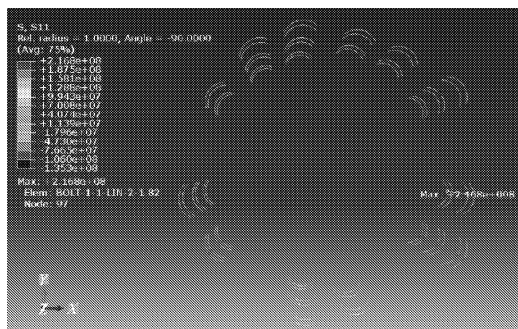 S, S11
Rel. radius = 1.0000, Angle = -90.0000
(Avg: 75%)
+2.168e+08
+1.875e+08
+1.581e+08
+1.288e+08
+9.943e+07
+7.008e+07
+4.074e+07
+1.139e+07
-1.796e+07
-4.730e+07
-7.665e+07
-1.060e+08
-1.353e+08
Max: +2.168e+08
Elem: BOLT-1-1-LIN-2-1.82
Node: 97
Max: +2.168e+008
Y
Z X